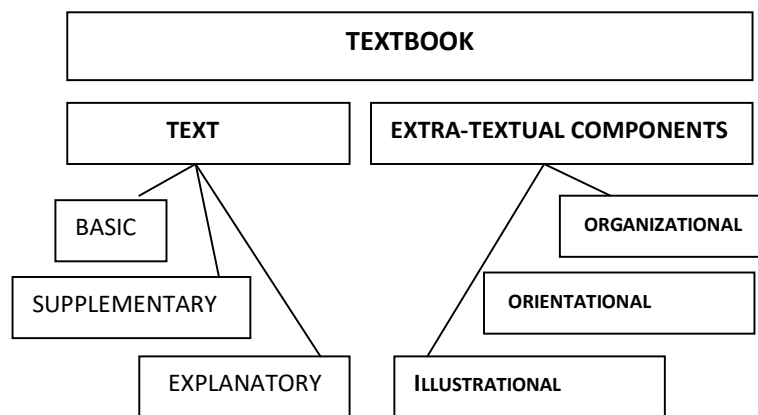 TEXTBOOK
TEXT
EXTRA-TEXTUAL COMPONENTS
BASIC
ORGANIZATIONAL
SUPPLEMENTARY
ORIENTATIONAL
EXPLANATORY
ILLUSTRATIONAL